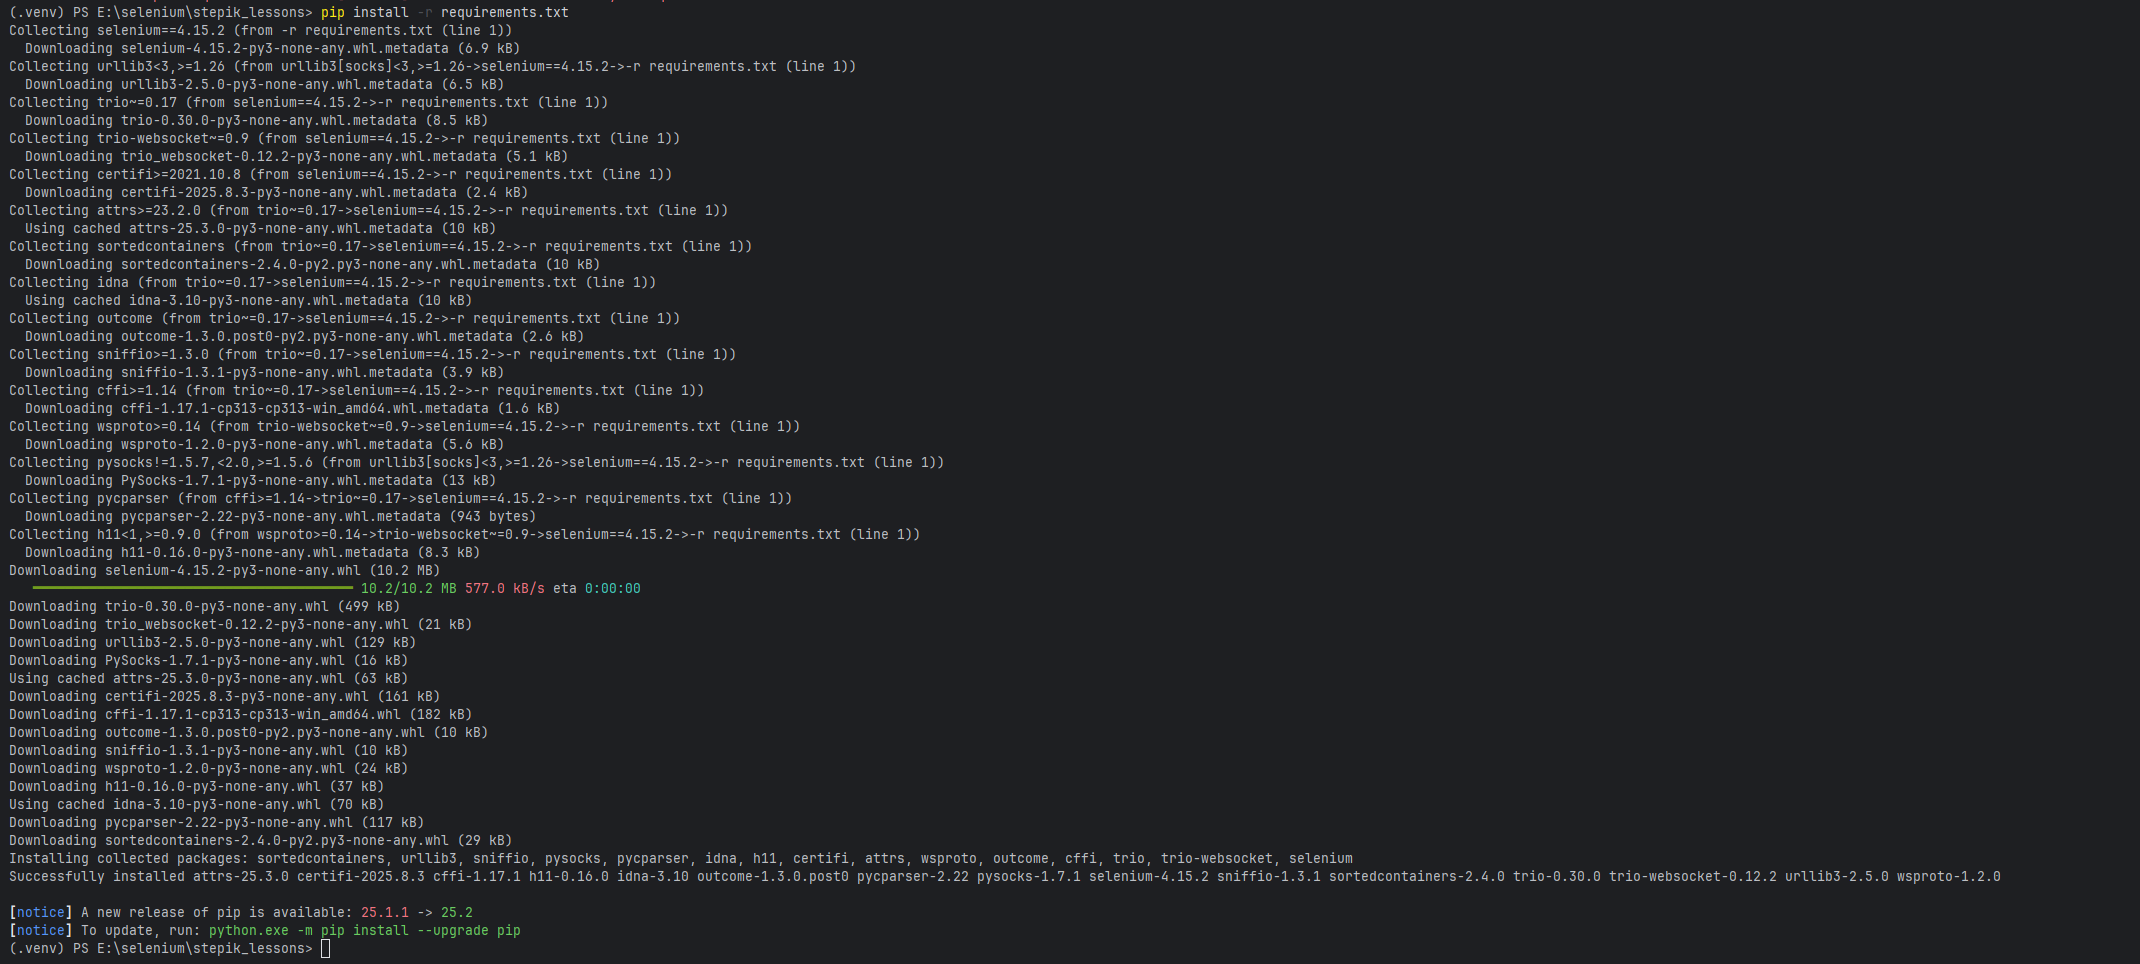 (.venv) PS E:\selenium\stepik_lessons> pip install -r requirements.txt
Collecting selenium==4.15.2 (from -r requirements.txt (line 1))
  Downloading selenium-4.15.2-py3-none-any.whl.metadata (6.9 kB)
Collecting urllib3<3,>=1.26 (from urllib3[socks]<3,>=1.26->selenium==4.15.2->-r requirements.txt (line 1))
  Downloading urllib3-2.5.0-py3-none-any.whl.metadata (6.5 kB)
Collecting trio~=0.17 (from selenium==4.15.2->-r requirements.txt (line 1))
  Downloading trio-0.30.0-py3-none-any.whl.metadata (8.5 kB)
Collecting trio-websocket~=0.9 (from selenium==4.15.2->-r requirements.txt (line 1))
  Downloading trio_websocket-0.12.2-py3-none-any.whl.metadata (5.1 kB)
Collecting certifi>=2021.10.8 (from selenium==4.15.2->-r requirements.txt (line 1))
  Downloading certifi-2025.8.3-py3-none-any.whl.metadata (2.4 kB)
Collecting attrs>=23.2.0 (from trio~=0.17->selenium==4.15.2->-r requirements.txt (line 1))
  Using cached attrs-25.3.0-py3-none-any.whl.metadata (10 kB)
Collecting sortedcontainers (from trio~=0.17->selenium==4.15.2->-r requirements.txt (line 1))
  Downloading sortedcontainers-2.4.0-py2.py3-none-any.whl.metadata (10 kB)
Collecting idna (from trio~=0.17->selenium==4.15.2->-r requirements.txt (line 1))
  Using cached idna-3.10-py3-none-any.whl.metadata (10 kB)
Collecting outcome (from trio~=0.17->selenium==4.15.2->-r requirements.txt (line 1))
  Downloading outcome-1.3.0.post0-py2.py3-none-any.whl.metadata (2.6 kB)
Collecting sniffio>=1.3.0 (from trio~=0.17->selenium==4.15.2->-r requirements.txt (line 1))
  Downloading sniffio-1.3.1-py3-none-any.whl.metadata (3.9 kB)
Collecting cffi>=1.14 (from trio~=0.17->selenium==4.15.2->-r requirements.txt (line 1))
  Downloading cffi-1.17.1-cp313-cp313-win_amd64.whl.metadata (1.6 kB)
Collecting wsproto>=0.14 (from trio-websocket~=0.9->selenium==4.15.2->-r requirements.txt (line 1))
  Downloading wsproto-1.2.0-py3-none-any.whl.metadata (5.6 kB)
Collecting pysocks!=1.5.7,<2.0,>=1.5.6 (from urllib3[socks]<3,>=1.26->selenium==4.15.2->-r requirements.txt (line 1))
  Downloading PySocks-1.7.1-py3-none-any.whl.metadata (13 kB)
Collecting pycparser (from cffi>=1.14->trio~=0.17->selenium==4.15.2->-r requirements.txt (line 1))
  Downloading pycparser-2.22-py3-none-any.whl.metadata (943 bytes)
Collecting h11<1,>=0.9.0 (from wsproto>=0.14->trio-websocket~=0.9->selenium==4.15.2->-r requirements.txt (line 1))
  Downloading h11-0.16.0-py3-none-any.whl.metadata (8.3 kB)
Downloading selenium-4.15.2-py3-none-any.whl (10.2 MB)
10.2/10.2 MB 577.0 kB/s eta 0:00:00
Downloading trio-0.30.0-py3-none-any.whl (499 kB)
Downloading trio_websocket-0.12.2-py3-none-any.whl (21 kB)
Downloading urllib3-2.5.0-py3-none-any.whl (129 kB)
Downloading PySocks-1.7.1-py3-none-any.whl (16 kB)
Using cached attrs-25.3.0-py3-none-any.whl (63 kB)
Downloading certifi-2025.8.3-py3-none-any.whl (161 kB)
Downloading cffi-1.17.1-cp313-cp313-win_amd64.whl (182 kB)
Downloading outcome-1.3.0.post0-py2.py3-none-any.whl (10 kB)
Downloading sniffio-1.3.1-py3-none-any.whl (10 kB)
Downloading wsproto-1.2.0-py3-none-any.whl (24 kB)
Downloading h11-0.16.0-py3-none-any.whl (37 kB)
Using cached idna-3.10-py3-none-any.whl (70 kB)
Downloading pycparser-2.22-py3-none-any.whl (117 kB)
Downloading sortedcontainers-2.4.0-py2.py3-none-any.whl (29 kB)
Installing collected packages: sortedcontainers, urllib3, sniffio, pysocks, pycparser, idna, h11, certifi, attrs, wsproto, outcome, cffi, trio, trio-websocket, selenium
Successfully installed attrs-25.3.0 certifi-2025.8.3 cffi-1.17.1 h11-0.16.0 idna-3.10 outcome-1.3.0.post0 pycparser-2.22 pysocks-1.7.1 selenium-4.15.2 sniffio-1.3.1 sortedcontainers-2.4.0 trio-0.30.0 trio-websocket-0.12.2 urllib3-2.5.0 wsproto-1.2.0
[notice] A new release of pip is available: 25.1.1 -> 25.2
[notice] To update, run: python.exe -m pip install --upgrade pip
(.venv) PS E:\selenium\stepik_lessons>